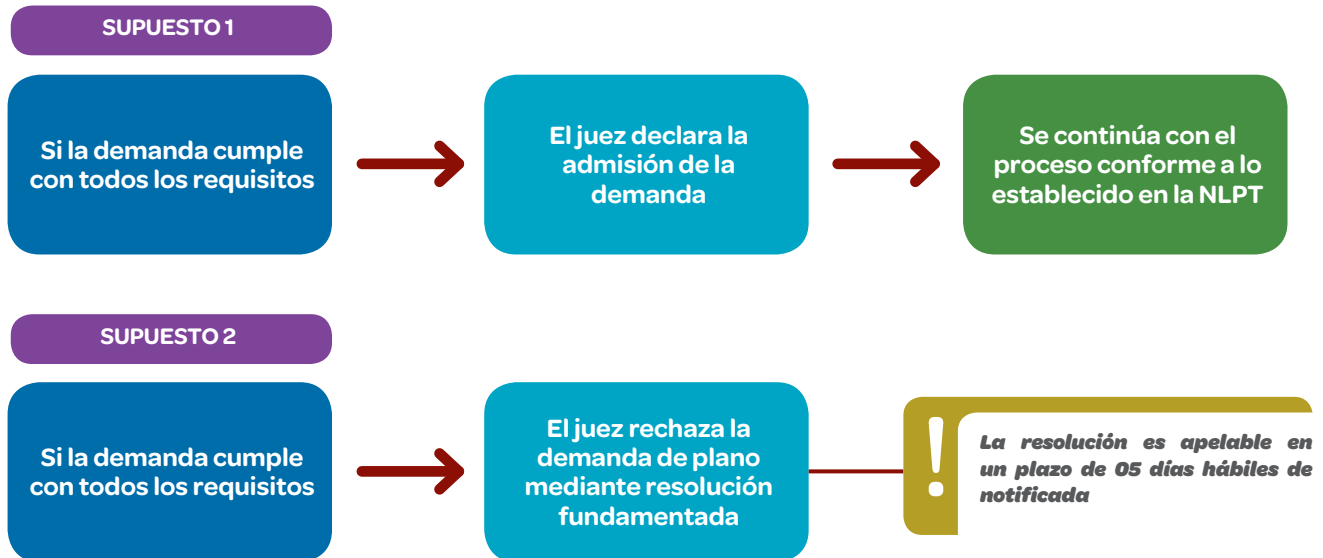 SUPUESTO 1
Si la demanda cumple
con todos los requisitos
El juez declara la
admisión de la
demanda
Se continúa con el
proceso conforme a lo
establecido en la NLPT
SUPUESTO 2
Si la demanda cumple
con todos los requisitos
El juez rechaza la
demanda de plano
mediante resolución
fundamentada
!
La resolución es apelable en
un plazo de 05 días hábiles de
notificada